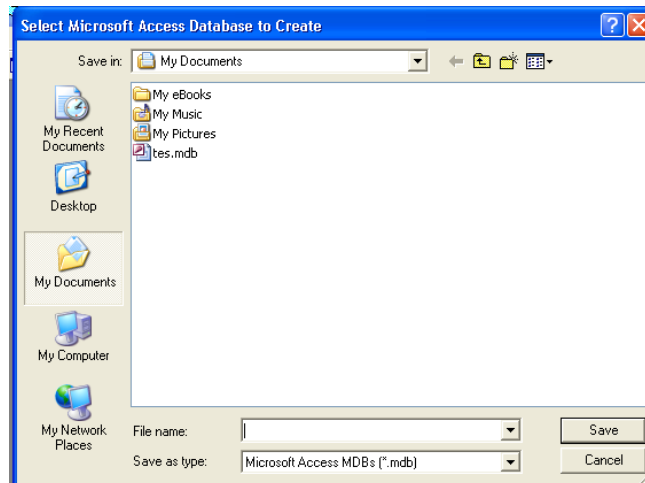 Select Microsoft Access Database to Create
Save in:
My Documents
My Recent
Documents
Desktop
My Documents
My Computer
My Network
Places
My eBooks
My Music
My Pictures
tes.mdb
File name:
Save
Save as type:
Microsoft Access MDBs (*.mdb)
Cancel